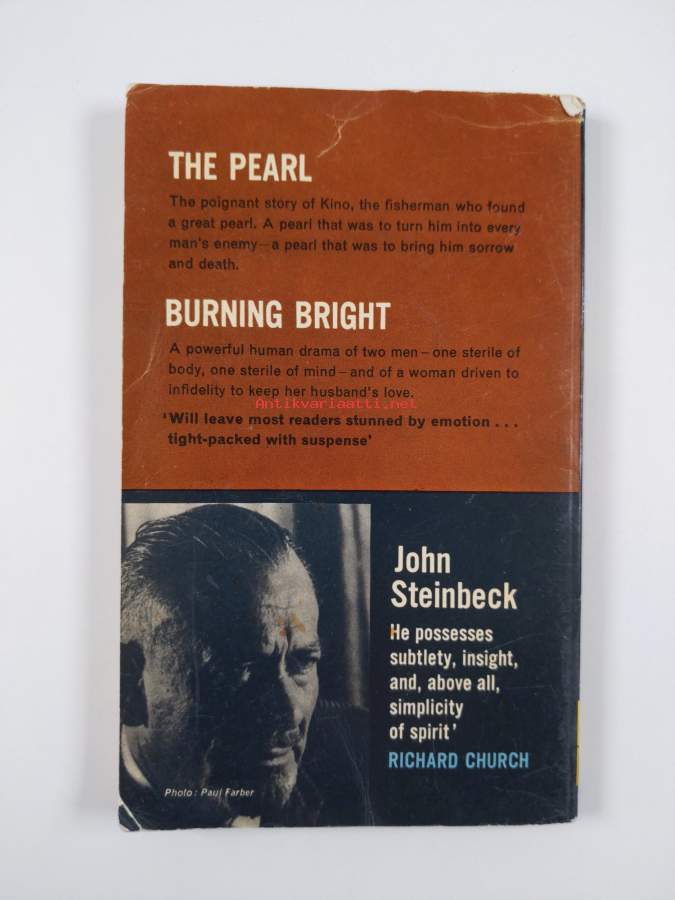 THE PEARL
The poignant story of Kino, the fisherman who found
a great pearl. A pearl that was to turn him into every
man's enemy—a pearl that was to bring him sorrow
and death.
BURNING BRIGHT
A powerful human drama of two men – one sterile of
body, one sterile of mind – and of a woman driven to
infidelity to keep her husband's love.
Antikvariaatti.net
'Will leave most readers stunned by emotion . . .
tight-packed with suspense'
John
Steinbeck
He possesses
subtlety, insight,
and, above all,
simplicity
of spirit'
RICHARD CHURCH
Photo: Paul Farber